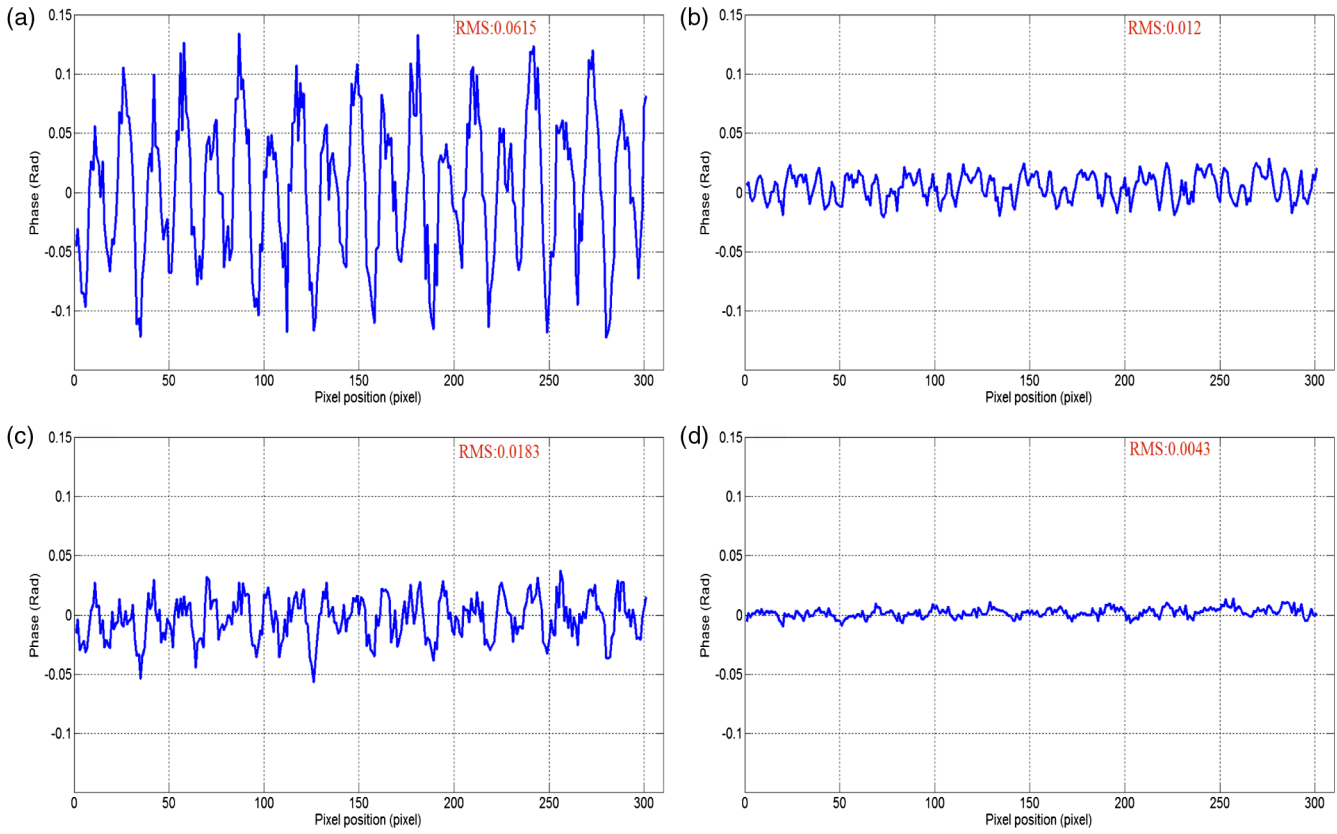 (a)
RMS:0.0615
0.15
0.1
0.05
0
-0.05
-0.1
Phase (Rad)
0 50 100 150 200 250 300
Pixel position (pixel)
(b)
RMS:0.012
0.15
0.1
0.05
0
-0.05
-0.1
Phase (Rad)
0 50 100 150 200 250 300
Pixel position (pixel)
(c)
RMS:0.0183
0.15
0.1
0.05
0
-0.05
-0.1
Phase (Rad)
0 50 100 150 200 250 300
Pixel position (pixel)
(d)
RMS:0.0043
0.15
0.1
0.05
0
-0.05
-0.1
Phase (Rad)
0 50 100 150 200 250 300
Pixel position (pixel)